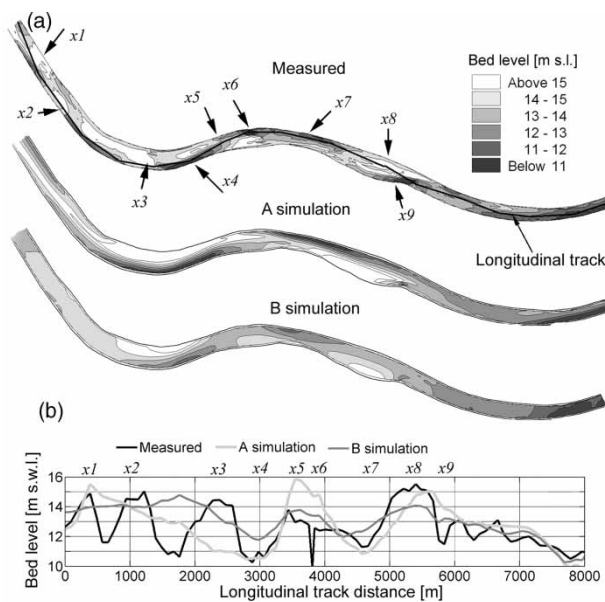 (a)
x1
Measured
Bed level [m s.l.]
Above 15
14 - 15
13 - 14
12 - 13
11 - 12
Below 11
x2
x5
x6
x7
x8
x3
x4
x9
A simulation
Longitudinal track
B simulation
(b)
Measured A simulation B simulation
x1 x2 x3 x4 x5 x6 x7 x8 x9
Bed level [m s.w.l.]
16
14
12
10
0 1000 2000 3000 4000 5000 6000 7000 8000
Longitudinal track distance [m]